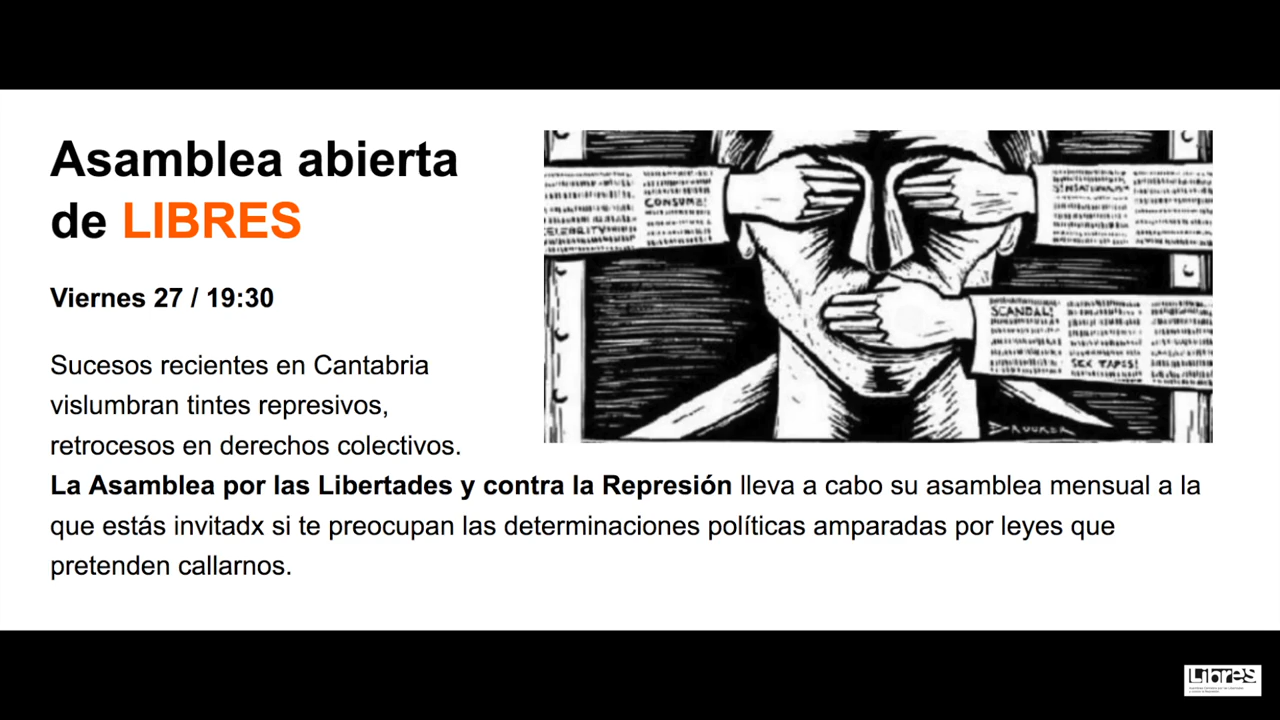 Asamblea abierta
de LIBRES
Viernes 27 / 19:30
Sucesos recientes en Cantabria
vislumbran tintes represivos,
retrocesos en derechos colectivos.
La Asamblea por las Libertades y contra la Represión lleva a cabo su asamblea mensual a la
que estás invitadx si te preocupan las determinaciones políticas amparadas por leyes que
pretenden callarnos.
CONSUME!
CELEBRITY
SENSATIONALISM
SCANDAL!
SEX TAPES!
DROOKER
Libres